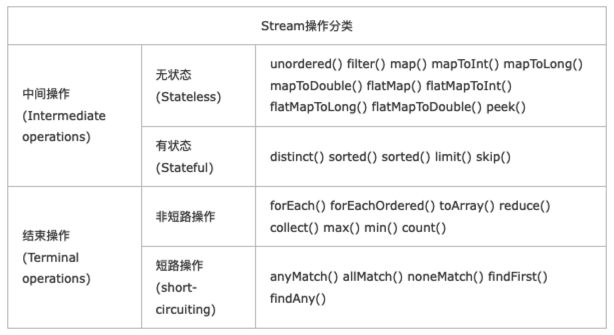 Stream操作分类
中间操作
(Intermediate
operations)
无状态
(Stateless)
unordered() filter() map() mapToInt() mapToLong()
mapToDouble() flatMap() flatMapToInt()
flatMapToLong() flatMapToDouble() peek()
有状态
(Stateful)
distinct() sorted() sorted() limit() skip()
结束操作
(Terminal
operations)
非短路操作
forEach() forEachOrdered() toArray() reduce()
collect() max() min() count()
短路操作
(short-
circuiting)
anyMatch() allMatch() noneMatch() findFirst()
findAny()